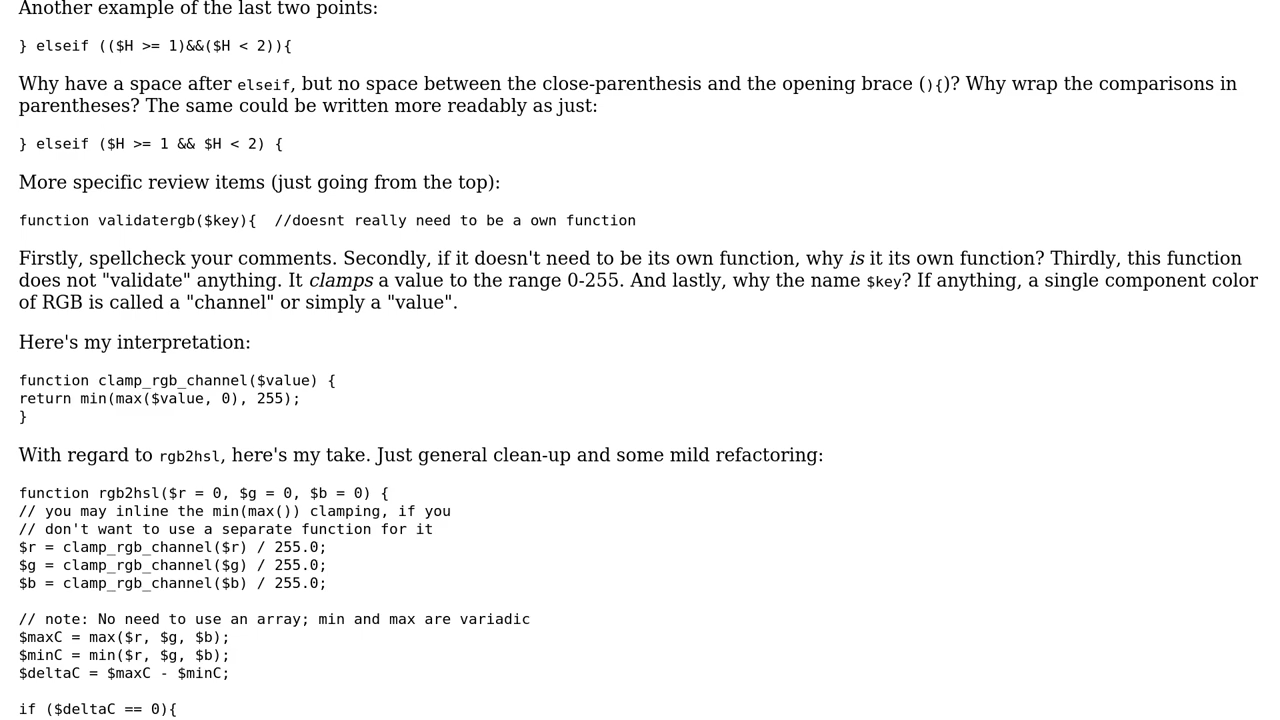 Another example of the last two points:
} elseif (($H >= 1)&&($H < 2)){
Why have a space after elseif, but no space between the close-parenthesis and the opening brace (){)? Why wrap the comparisons in
parentheses? The same could be written more readably as just:
} elseif ($H >= 1 && $H < 2) {
More specific review items (just going from the top):
function validatergb($key){  //doesnt really need to be a own function
Firstly, spellcheck your comments. Secondly, if it doesn't need to be its own function, why is it its own function? Thirdly, this function
does not "validate" anything. It clamps a value to the range 0-255. And lastly, why the name $key? If anything, a single component color
of RGB is called a "channel" or simply a "value".
Here's my interpretation:
function clamp_rgb_channel($value) {
return min(max($value, 0), 255);
}
With regard to rgb2hsl, here's my take. Just general clean-up and some mild refactoring:
function rgb2hsl($r = 0, $g = 0, $b = 0) {
// you may inline the min(max()) clamping, if you
// don't want to use a separate function for it
$r = clamp_rgb_channel($r) / 255.0;
$g = clamp_rgb_channel($g) / 255.0;
$b = clamp_rgb_channel($b) / 255.0;
// note: No need to use an array; min and max are variadic
$maxC = max($r, $g, $b);
$minC = min($r, $g, $b);
$deltaC = $maxC - $minC;
if ($deltaC == 0){